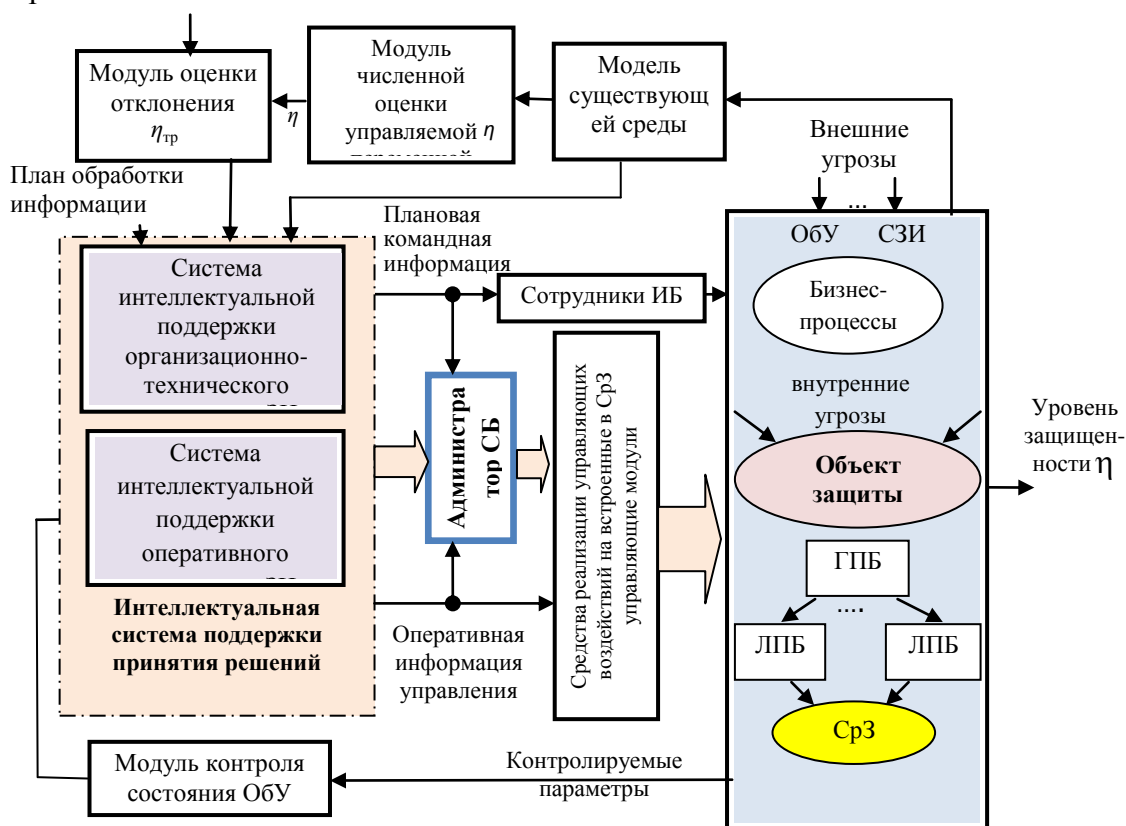 Модуль оценки
отклонения
η тр
Модуль
численной
оценки
управляемой η
η
Модель
существующ
ей среды
Внешние
угрозы
...
План обработки
информации
Плановая
командная
информация
ОбУ СЗИ
Бизнес-
процессы
Система
интеллектуальной
поддержки
организационно-
технического
Сотрудники ИБ
внутренние
угрозы
Администра
тор СБ
Средства реализации управляющих
воздействий на встроенные в СрЗ
управляющие модули
Уровень
защищен-
ности η
Объект
защиты
Система
интеллектуальной
поддержки
оперативного
Интеллектуальная
система поддержки
принятия решений
ГПБ
....
ЛПБ ЛПБ
СрЗ
Оперативная
информация
управления
Модуль контроля
состояния ОбУ
Контролируемые
параметры